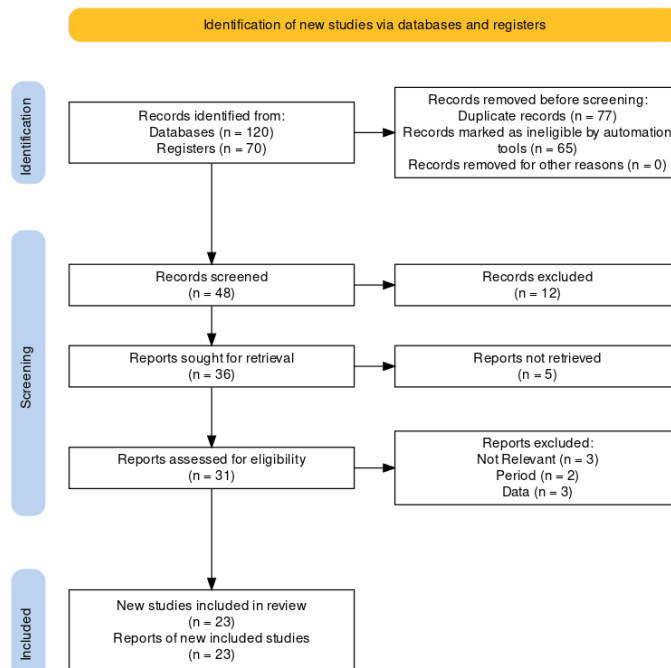 Identification of new studies via databases and registers
Identification
Records identified from:
Databases (n = 120)
Registers (n = 70)
Records removed before screening:
Duplicate records (n = 77)
Records marked as ineligible by automation
tools (n = 65)
Records removed for other reasons (n = 0)
Screening
Records screened
(n = 48)
Records excluded
(n = 12)
Reports sought for retrieval
(n = 36)
Reports not retrieved
(n = 5)
Reports assessed for eligibility
(n = 31)
Reports excluded:
Not Relevant (n = 3)
Period (n = 2)
Data (n = 3)
Included
New studies included in review
(n = 23)
Reports of new included studies
(n = 23)